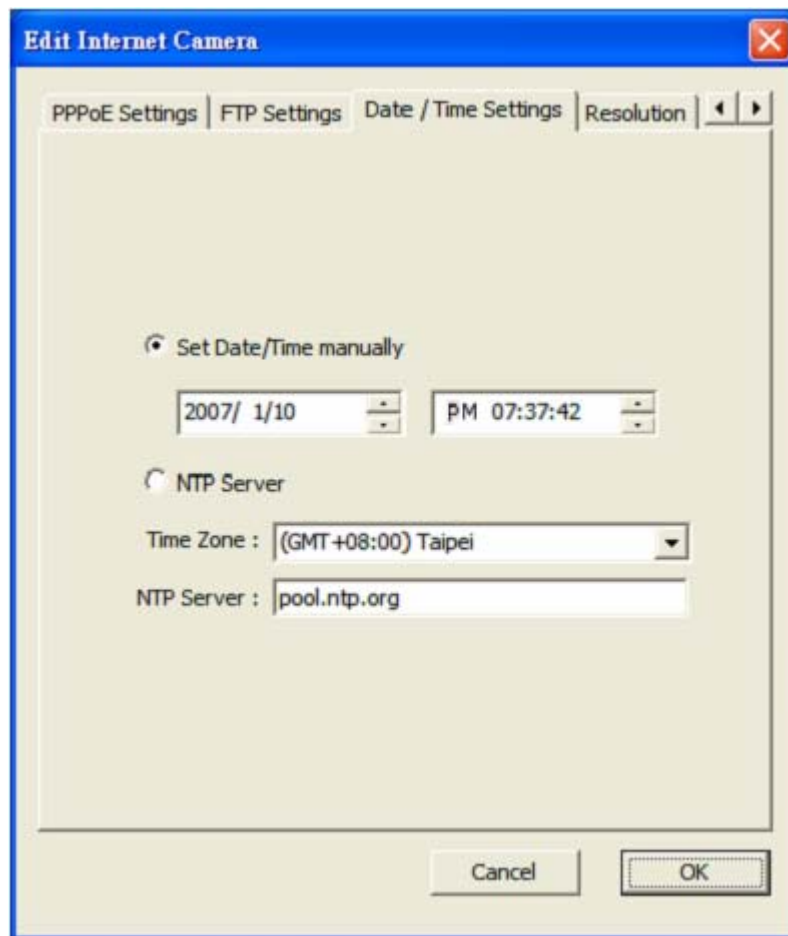 Edit Internet Camera
PPPoE Settings FTP Settings Date / Time Settings Resolution
Set Date/Time manually
2007/ 1/10 PM 07:37:42
NTP Server
Time Zone : (GMT+08:00) Taipei
NTP Server : pool.ntp.org
Cancel OK